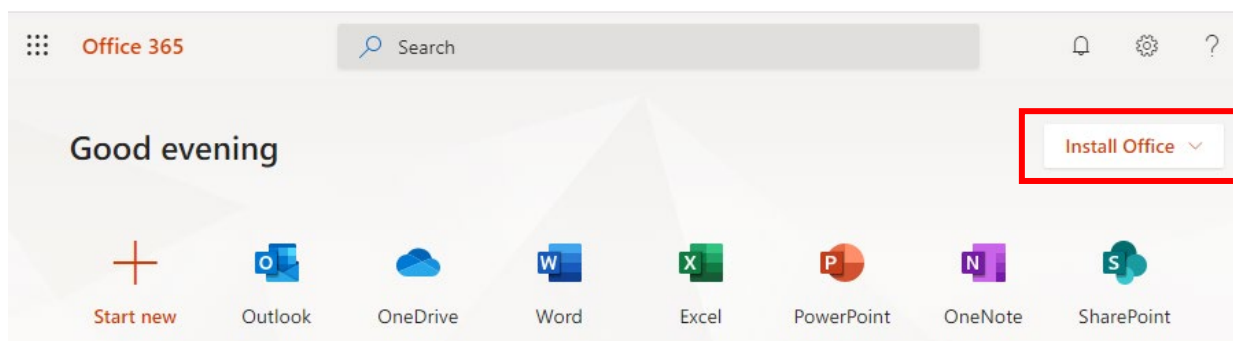 Office 365
Search
?
Good evening
Install Office
O
W
X
P
N
S
Start new
Outlook
OneDrive
Word
Excel
PowerPoint
OneNote
SharePoint